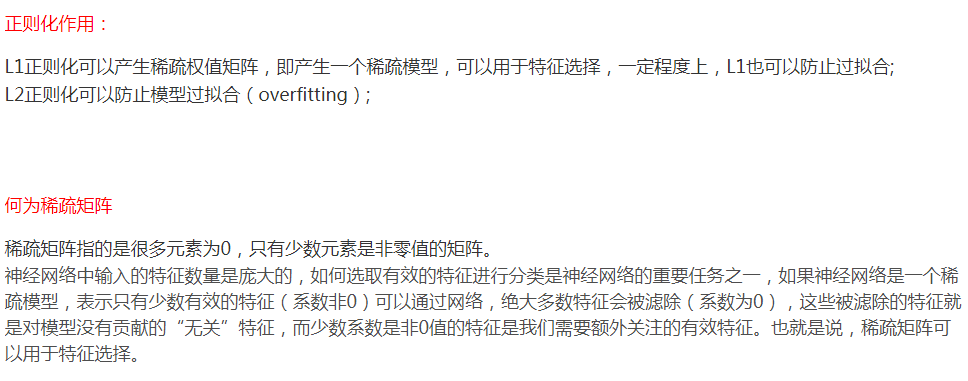 正则化作用：
L1正则化可以产生稀疏权值矩阵，即产生一个稀疏模型，可以用于特征选择，一定程度上，L1也可以防止过拟合;
L2正则化可以防止模型过拟合（overfitting）;
何为稀疏矩阵
稀疏矩阵指的是很多元素为0，只有少数元素是非零值的矩阵。
神经网络中输入的特征数量是庞大的，如何选取有效的特征进行分类是神经网络的重要任务之一，如果神经网络是一个稀
疏模型，表示只有少数有效的特征（系数非0）可以通过网络，绝大多数特征会被滤除（系数为0），这些被滤除的特征就
是对模型没有贡献的“无关”特征，而少数系数是非0值的特征是我们需要额外关注的有效特征。也就是说，稀疏矩阵可
以用于特征选择。